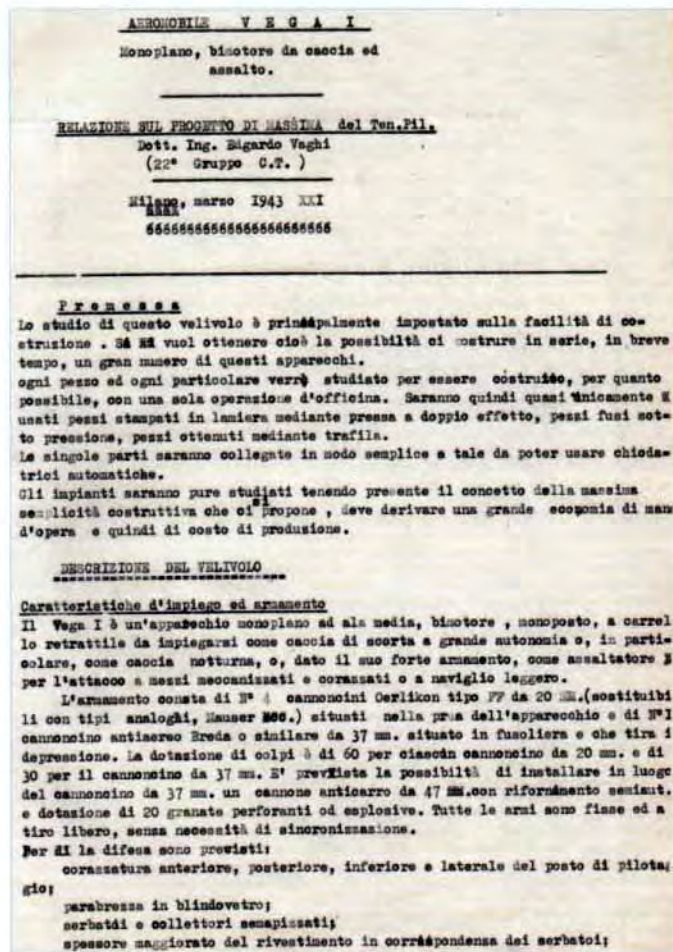 AEROMOBILE V E G A I
Monoplano, bimotore da caccia ed
assalto.
RELAZIONE SUL PROGETTO DI MASSIMA del Ten.Pil.
Dott. Ing. Edgardo Vaghi
(22° Gruppo C.T. )
Milano, marzo 1943 XXI
66666666666666666666666
P r e m e s s a
Lo studio di questo velivolo è principalmente impostato sulla facilità di co-
struzione . Si vuol ottenere cioè la possibiltà ci costrure in serie, in breve
tempo, un gran numero di questi apparecchi.
ogni pezzo ed ogni particolare verrè studiato per essere costruito, per quanto
possibile, con una sola operazione d'officina. Saranno quindi quasi unicamente
usati pezzi stampati in lamiera mediante pressa a doppio effetto, pezzi fusi sot-
to pressione, pezzi ottenuti mediante trafila.
Le singole parti saranno collegate in modo semplice e tale da poter usare chioda-
trici automatiche.
Gli impianti saranno pure studiati tenendo presente il concetto della massima
semplicità costruttiva che ci si propone , deve derivare una grande economia di man
d'opera e quindi di costo di produzione.
DESCRIZIONE DEL VELIVOLO
Caratteristiche d'impiego ed armamento
Il Vega I è un'apparechio monoplano ad ala media, bimotore , monoposto, a carrel
lo retrattile da impiegarsi come caccia di scorta a grande autonomia o, in parti-
colare, come caccia notturna, o, dato il suo forte armamento, come assaltatore
per l'attacco a mezzi meccanizzati e corazzati o a naviglio leggero.
L'armamento consta di N° 4 cannoncini Oerlikon tipo FF da 20 MM.(sostituibi
li con tipi analoghi, Mauser ecc.) situati nella prua dell'apparecchio e di N°I
cannoncino antiaereo Breda o similare da 37 mm. situato in fusoliera e che tira i
depressione. La dotazione di colpi è di 60 per ciascun cannoncino da 20 mm. e di
30 per il cannoncino da 37 mm. E' prevista la possibiltà di installare in luogo
del cannoncino da 37 mm. un cannone anticarro da 47 mm.con rifornimento semiaut.
e dotazione di 20 granate perforanti od esplosive. Tutte le armi sono fisse ed a
tiro libero, senza necessità di sincronizzazione.
Per di la difesa sono previsti:
corazzatura anteriore, posteriore, inferiore e laterale del posto di pilotag
gio;
parabrezza in blindovetro;
serbatoi e collettori semapizzati;
spessore maggiorato del rivestimento in corrispondenza dei serbatoi;